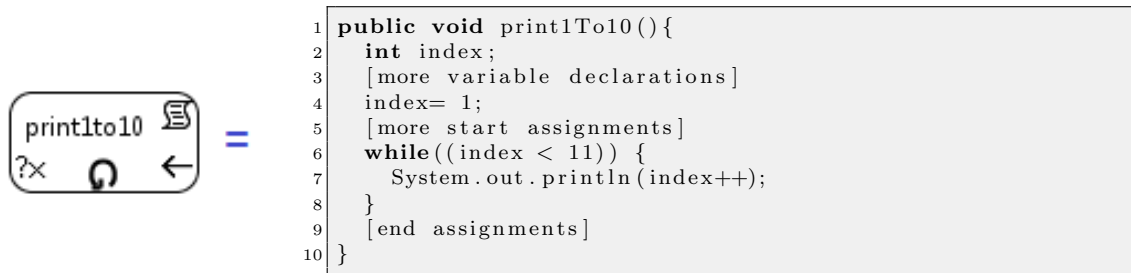 print1to10
?×
=
1 public void print1To10(){
2 int index;
3 [more variable declarations]
4 index= 1;
5 [more start assignments]
6 while((index < 11)) {
7 System.out.println(index++);
8 }
9 [end assignments]
10 }